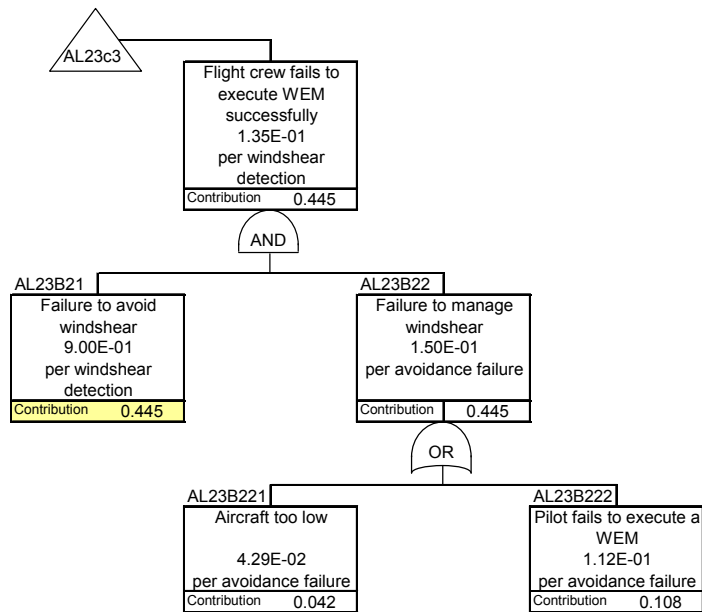 AL23c3
Flight crew fails to
execute WEM
successfully
1.35E-01
per windshear
detection
Contribution 0.445
AND
AL23B21
Failure to avoid
windshear
9.00E-01
per windshear
detection
Contribution 0.445
AL23B22
Failure to manage
windshear
1.50E-01
per avoidance failure
Contribution 0.445
OR
AL23B221
Aircraft too low
4.29E-02
per avoidance failure
Contribution 0.042
AL23B222
Pilot fails to execute a
WEM
1.12E-01
per avoidance failure
Contribution 0.108